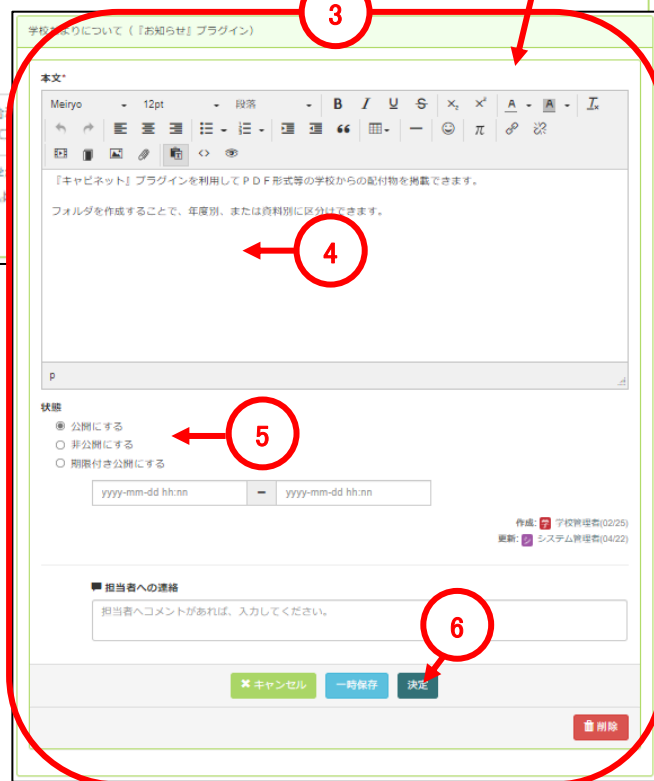 3
学校だよりについて(『お知らせ』プラグイン)
本文*
Meiryo 12pt 段落 B I U S X₂ X² A A Tx
π
<>
『キャビネット』プラグインを利用してＰＤＦ形式等の学校からの配付物を掲載できます。
フォルダを作成することで、年度別、または資料別に区分けできます。
4
p
状態
公開にする
非公開にする
5
期限付き公開にする
yyyy-mm-dd hh:nn - yyyy-mm-dd hh:nn
作成: 学 学校管理者(02/25)
更新: シ システム管理者(04/22)
担当者への連絡
担当者へコメントがあれば、入力してください。
6
キャンセル 一時保存 決定
削除